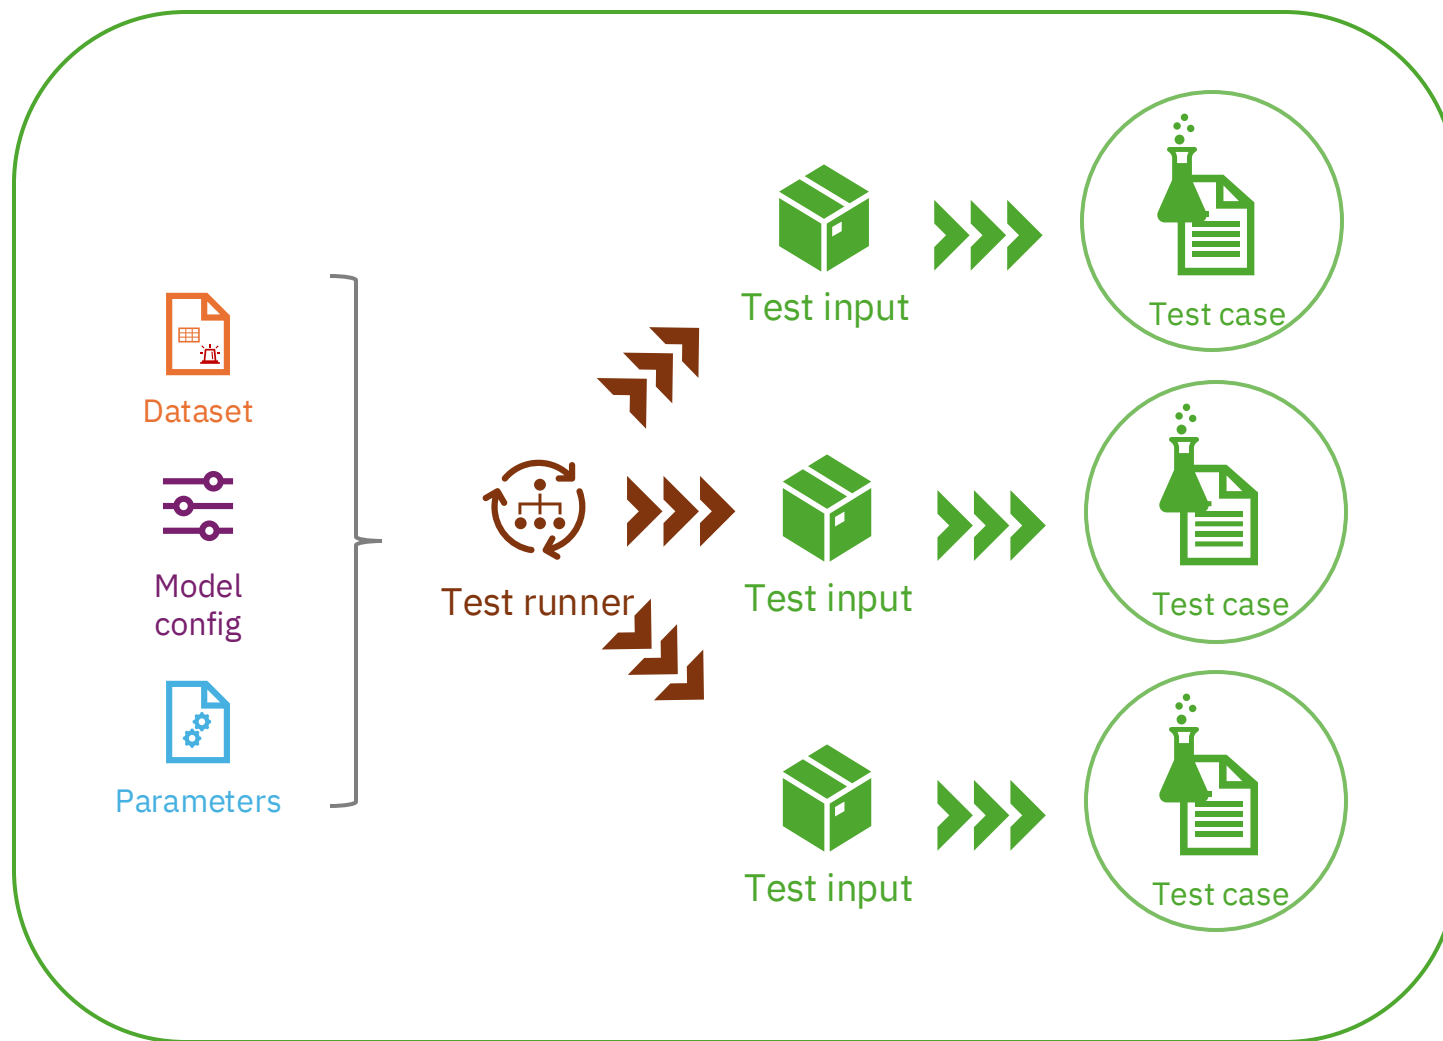 Dataset
Model
config
Parameters
Test runner
Test input
Test case
Test input
Test case
Test input
Test case